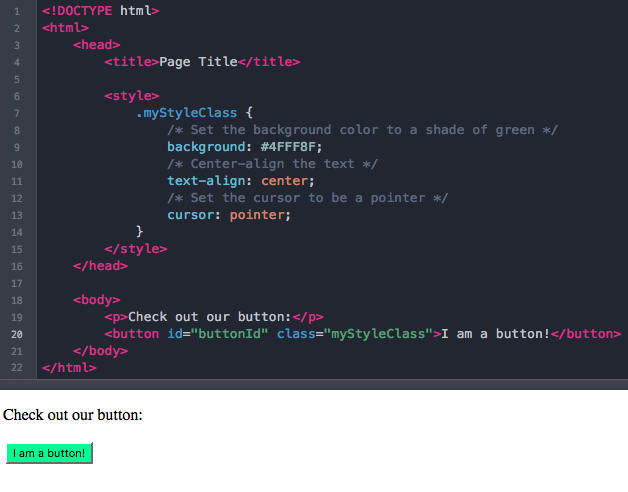 1 <!DOCTYPE html>
2 <html>
3     <head>
4         <title>Page Title</title>
5
6         <style>
7             .myStyleClass {
8                 /* Set the background color to a shade of green */
9                 background: #4FFF8F;
10                 /* Center-align the text */
11                 text-align: center;
12                 /* Set the cursor to be a pointer */
13                 cursor: pointer;
14             }
15         </style>
16     </head>
17
18     <body>
19         <p>Check out our button:</p>
20         <button id="buttonId" class="myStyleClass">I am a button!</button>
21     </body>
22 </html>
Check out our button:
I am a button!